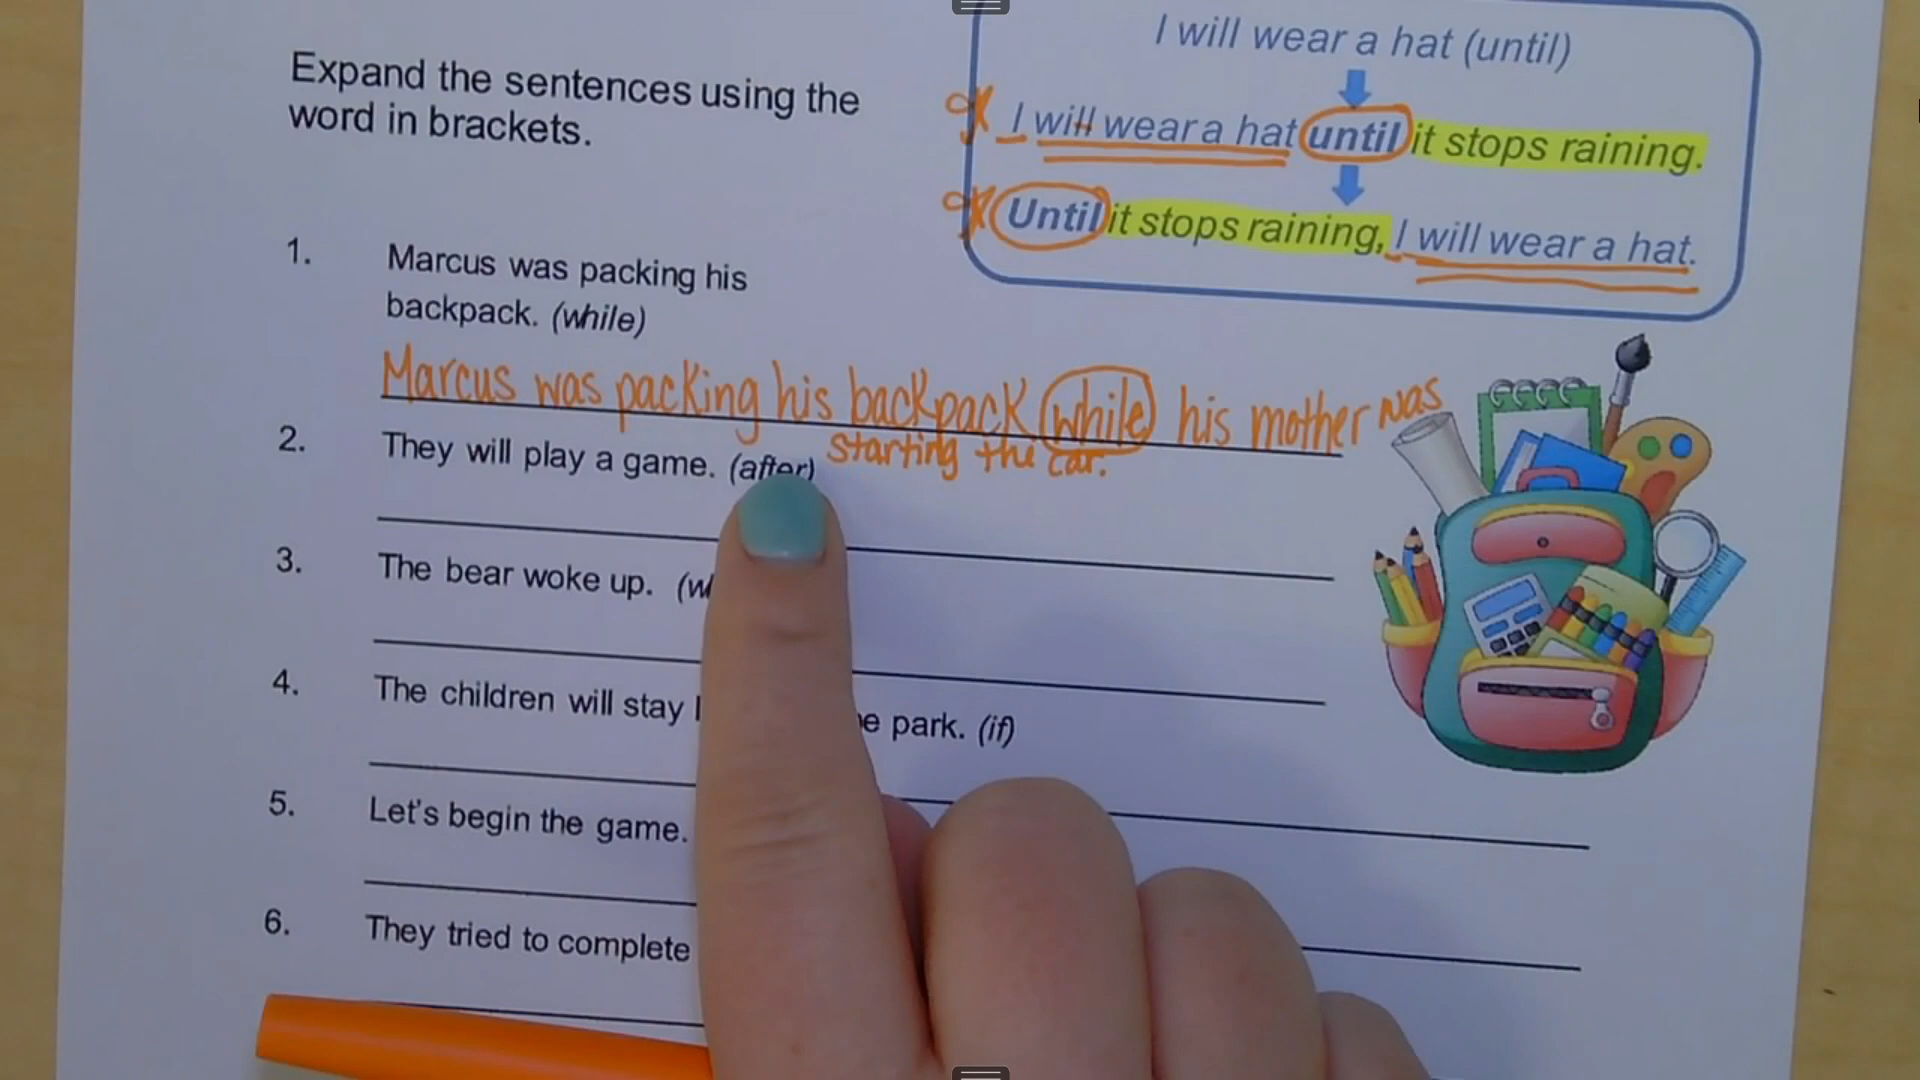 I will wear a hat (until)
Expand the sentences using the
word in brackets.
I will wear a hat until it stops raining.
Until it stops raining, I will wear a hat.
1. Marcus was packing his
backpack. (while)
Marcus was packing his backpack while his mother was
starting the car.
2. They will play a game. (after)
3. The bear woke up.
4. The children will stay park. (if)
5. Let's begin the game.
6. They tried to complete